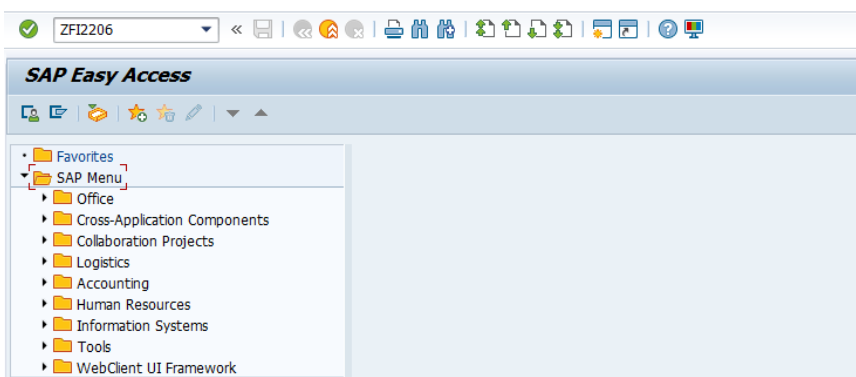 ZFI2206
SAP Easy Access
Favorites
SAP Menu
Office
Cross-Application Components
Collaboration Projects
Logistics
Accounting
Human Resources
Information Systems
Tools
WebClient UI Framework